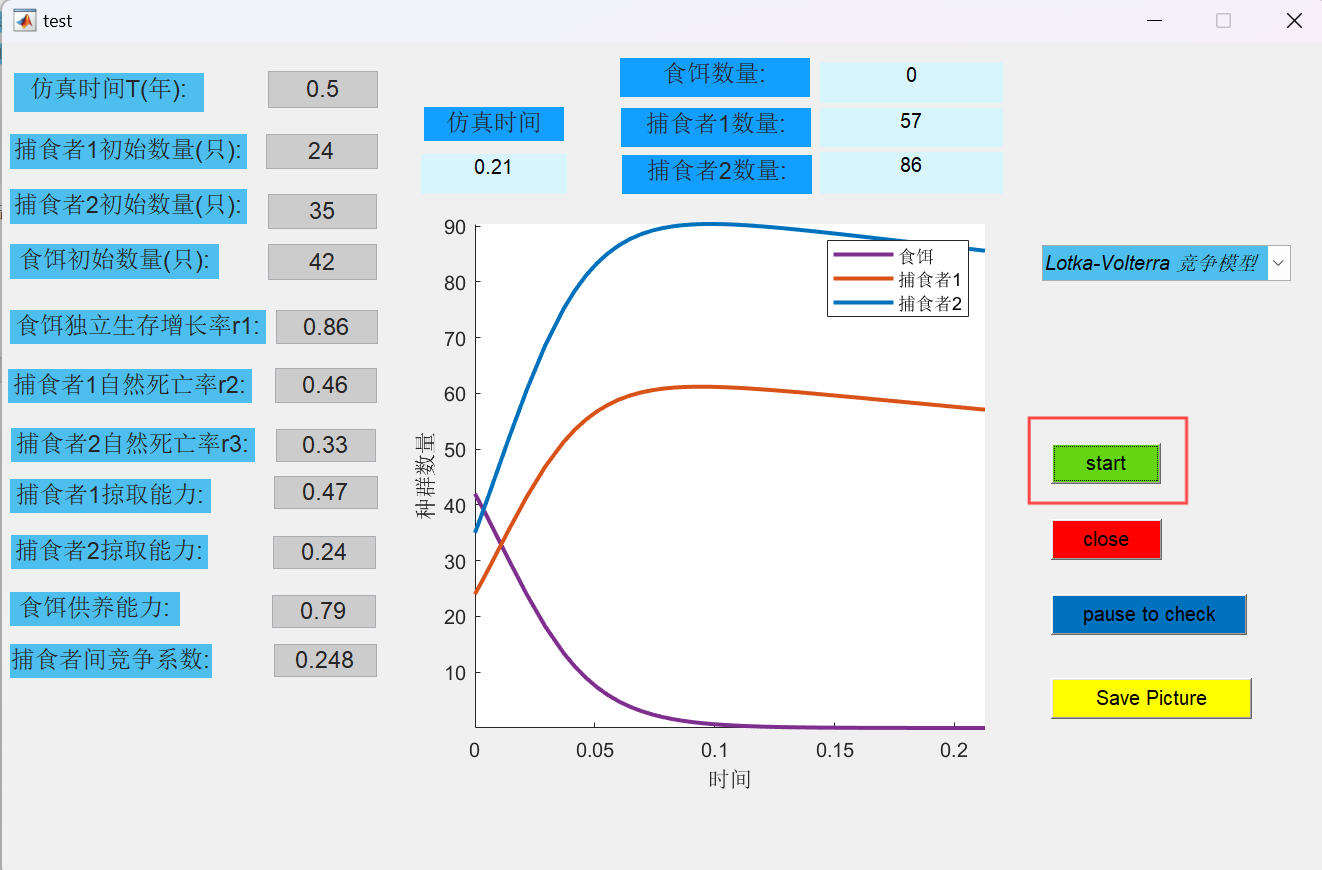 test
仿真时间T(年): 0.5
捕食者1初始数量(只): 24
捕食者2初始数量(只): 35
食饵初始数量(只): 42
食饵独立生存增长率r1: 0.86
捕食者1自然死亡率r2: 0.46
捕食者2自然死亡率r3: 0.33
捕食者1掠取能力: 0.47
捕食者2掠取能力: 0.24
食饵供养能力: 0.79
捕食者间竞争系数: 0.248
仿真时间
0.21
食饵数量: 0
捕食者1数量: 57
捕食者2数量: 86
90
80
70
60
50
40
30
20
10
种群数量
食饵
捕食者1
捕食者2
0 0.05 0.1 0.15 0.2
时间
Lotka-Volterra 竞争模型
start
close
pause to check
Save Picture